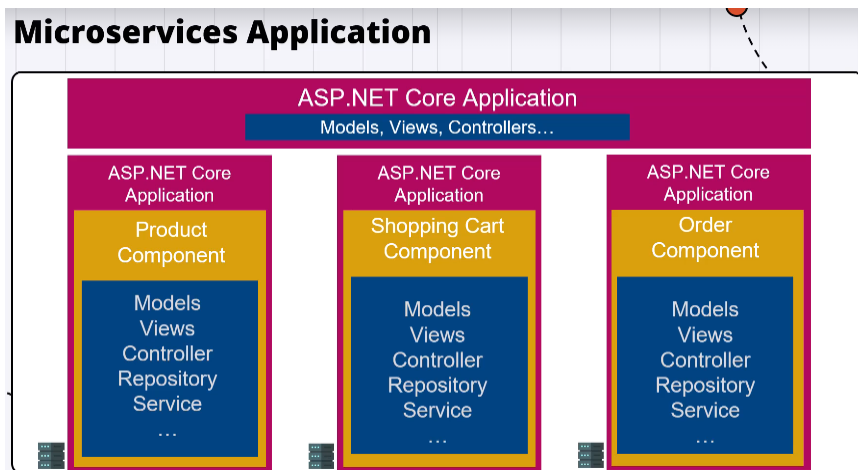 Microservices Application
ASP.NET Core Application
Models, Views, Controllers...
ASP.NET Core
Application
Product
Component
Models
Views
Controller
Repository
Service
...
ASP.NET Core
Application
Shopping Cart
Component
Models
Views
Controller
Repository
Service
...
ASP.NET Core
Application
Order
Component
Models
Views
Controller
Repository
Service
...